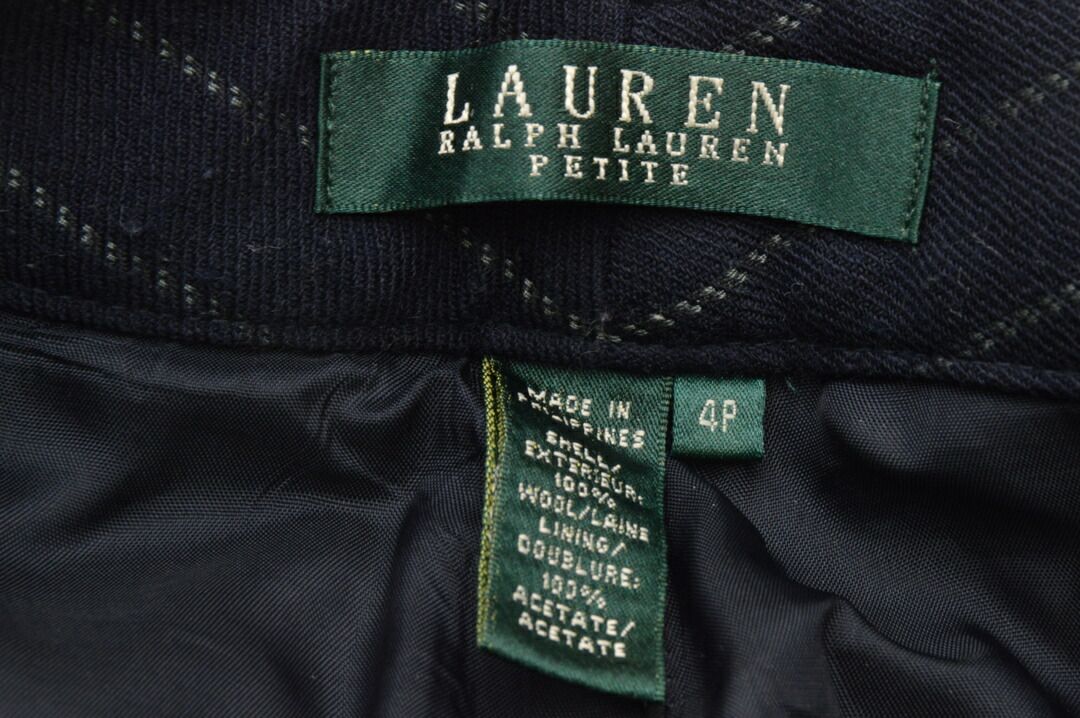 LAUREN
RALPH LAUREN
PETITE
MADE IN
PHILIPPINES
SHELL/
EXTERIEUR:
100%
WOOL/LAINE
LINING/
DOUBLURE:
100%
ACETATE/
ACETATE
4P